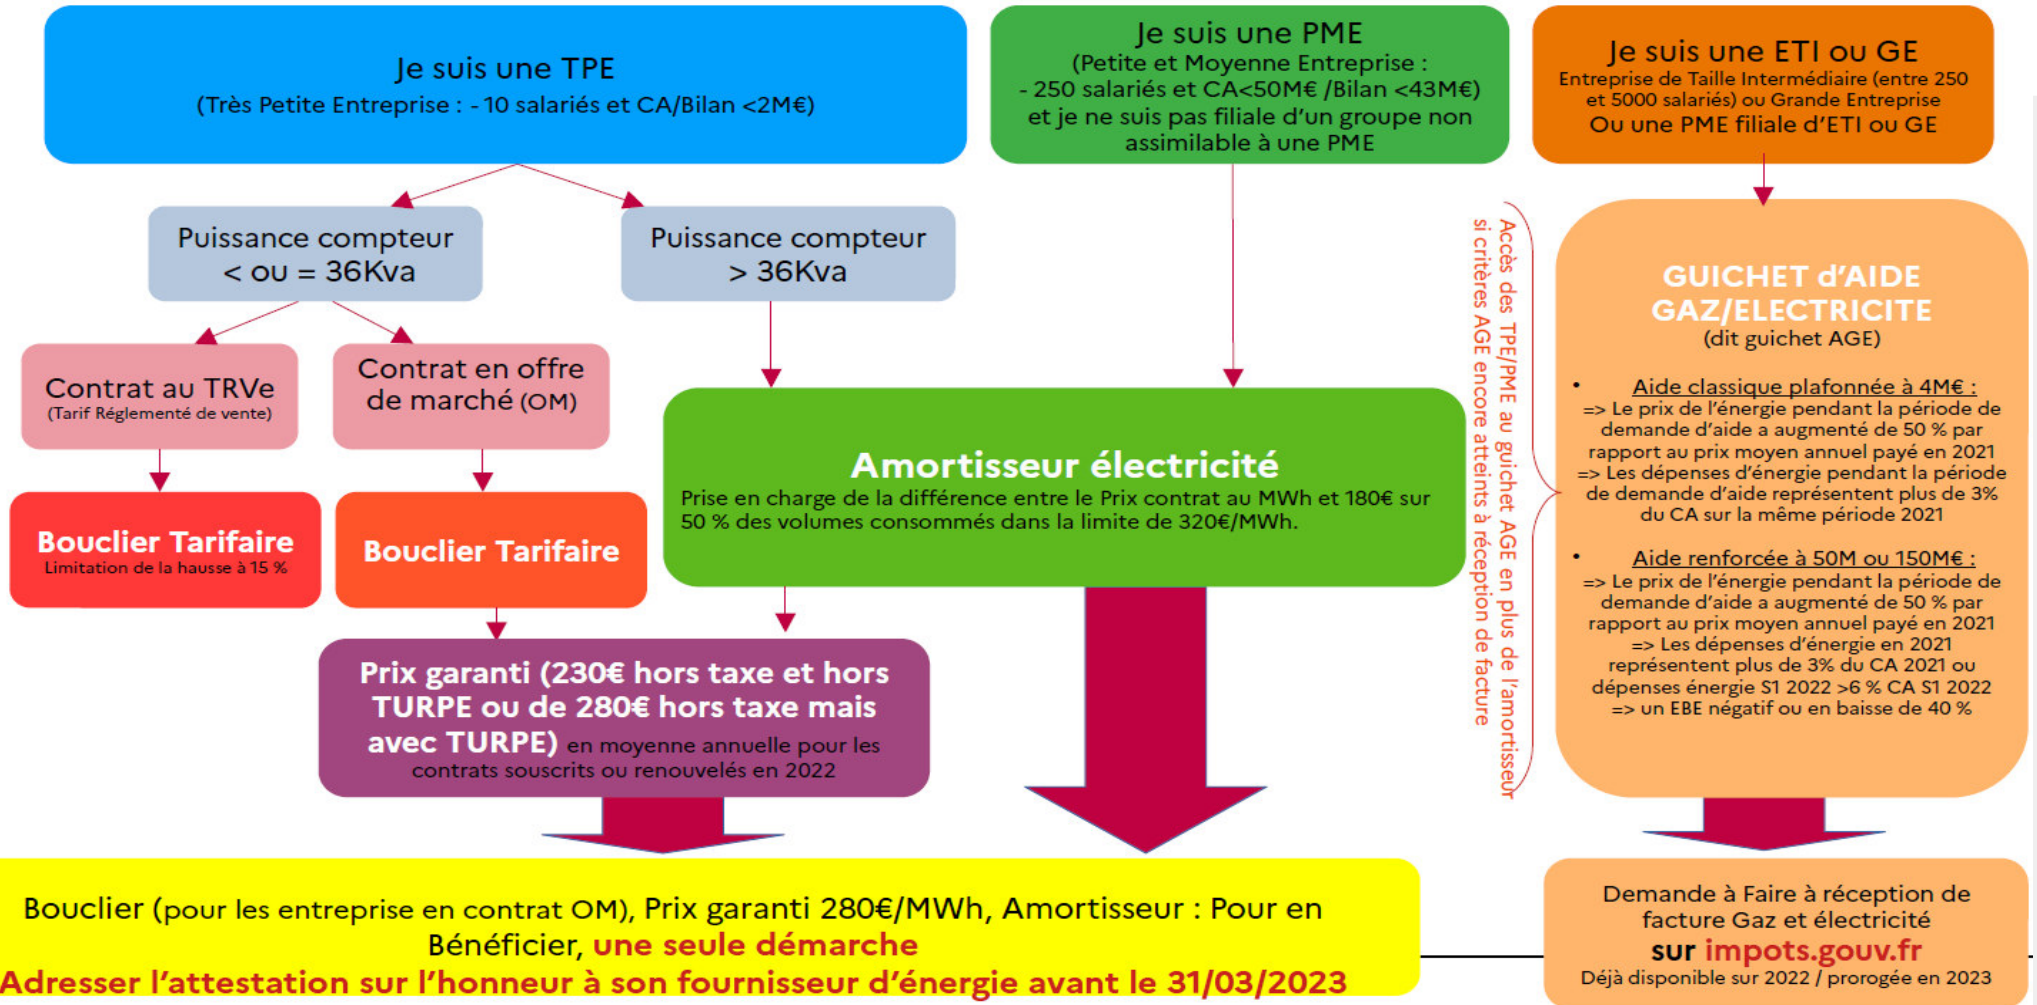 Je suis une TPE
(Très Petite Entreprise : - 10 salariés et CA/Bilan <2M€)
Je suis une PME
(Petite et Moyenne Entreprise :
- 250 salariés et CA<50M€ /Bilan <43M€)
et je ne suis pas filiale d'un groupe non
assimilable à une PME
Je suis une ETI ou GE
Entreprise de Taille Intermédiaire (entre 250
et 5000 salariés) ou Grande Entreprise
Ou une PME filiale d'ETI ou GE
Puissance compteur
< ou = 36Kva
Puissance compteur
> 36Kva
Contrat au TRVe
(Tarif Réglementé de vente)
Contrat en offre
de marché (OM)
Bouclier Tarifaire
Limitation de la hausse à 15 %
Bouclier Tarifaire
Amortisseur électricité
Prise en charge de la différence entre le Prix contrat au MWh et 180€ sur
50 % des volumes consommés dans la limite de 320€/MWh.
Prix garanti (230€ hors taxe et hors
TURPE ou de 280€ hors taxe mais
avec TURPE) en moyenne annuelle pour les
contrats souscrits ou renouvelés en 2022
Accès des TPE/PME au guichet AGE en plus de l'amortisseur
si critères AGE encore atteints à réception de facture
GUICHET d'AIDE
GAZ/ELECTRICITE
(dit guichet AGE)
• Aide classique plafonnée à 4M€ :
=> Le prix de l'énergie pendant la période de
demande d'aide a augmenté de 50 % par
rapport au prix moyen annuel payé en 2021
=> Les dépenses d'énergie pendant la période
de demande d'aide représentent plus de 3%
du CA sur la même période 2021
• Aide renforcée à 50M ou 150M€ :
=> Le prix de l'énergie pendant la période de
demande d'aide a augmenté de 50 % par
rapport au prix moyen annuel payé en 2021
=> Les dépenses d'énergie en 2021
représentent plus de 3% du CA 2021 ou
dépenses énergie S1 2022 >6 % CA S1 2022
=> un EBE négatif ou en baisse de 40 %
Bouclier (pour les entreprise en contrat OM), Prix garanti 280€/MWh, Amortisseur : Pour en
Bénéficier, une seule démarche
Adresser l'attestation sur l'honneur à son fournisseur d'énergie avant le 31/03/2023
Demande à Faire à réception de
facture Gaz et électricité
sur impots.gouv.fr
Déjà disponible sur 2022 / prorogée en 2023